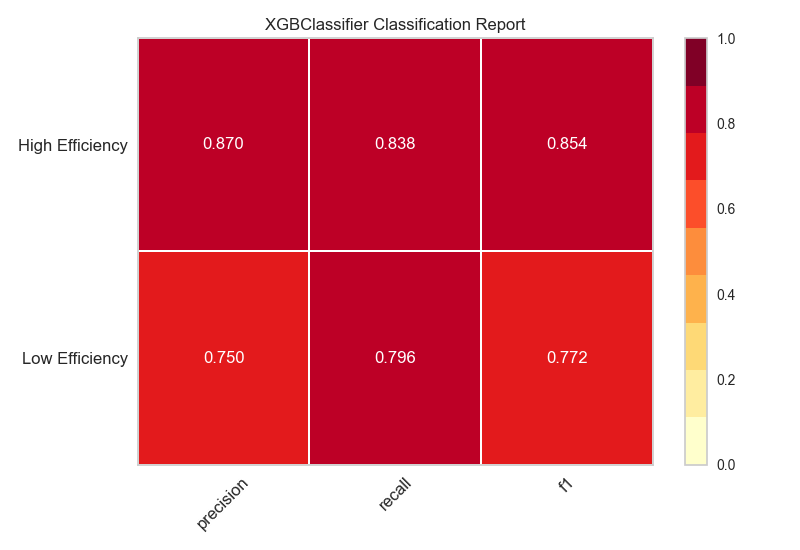 XGBClassifier Classification Report
High Efficiency
0.870
0.838
0.854
Low Efficiency
0.750
0.796
0.772
precision
recall
f1
1.0
0.8
0.6
0.4
0.2
0.0